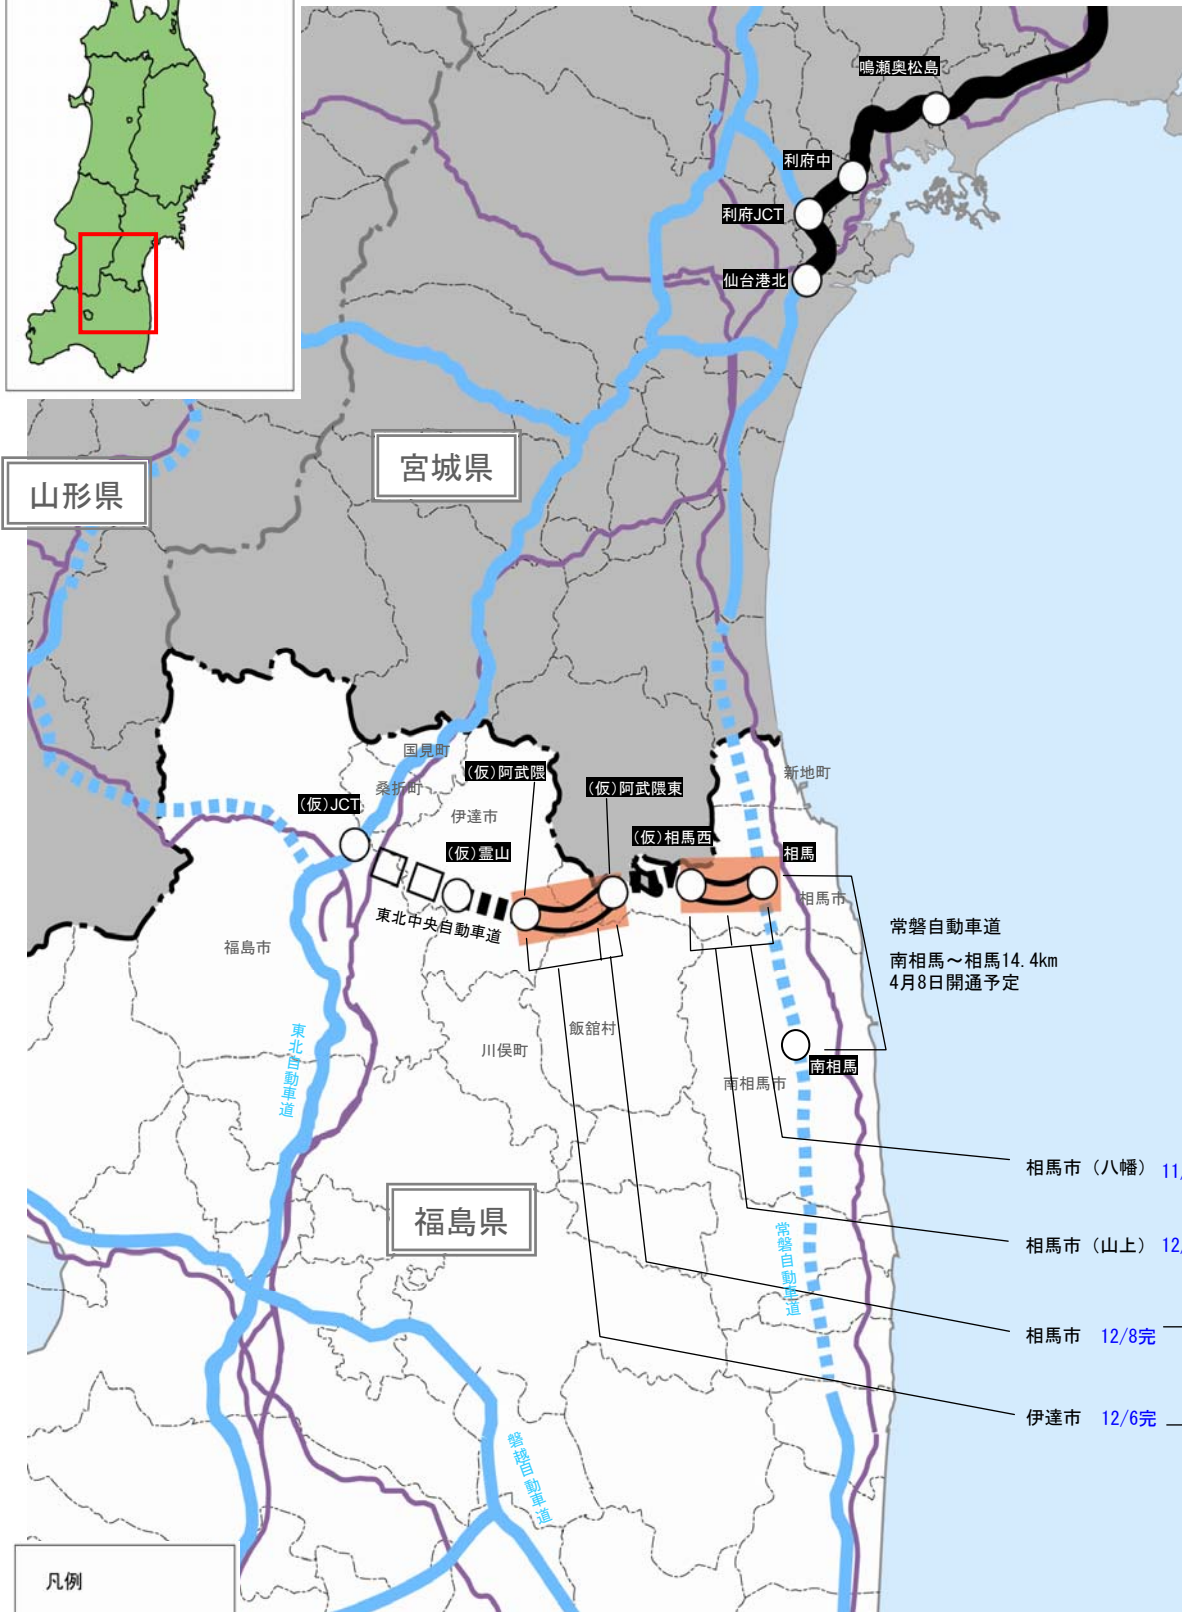 鳴瀬奥松島
利府中
利府JCT
仙台港北
宮城県
山形県
国見町
(仮)阿武隈
新地町
桑折町
(仮)阿武隈東
(仮)JCT
伊達市
(仮)相馬西
(仮)霊山
相馬
相馬市
東北中央自動車道
福島市
常磐自動車道
南相馬～相馬14.4km
4月8日開通予定
東北自動車道
飯舘村
川俣町
南相馬
南相馬市
相馬市（八幡） 11/
福島県
常磐自動車道
相馬市（山上） 12/
相馬市 12/8完
伊達市 12/6完
磐越自動車道
凡例